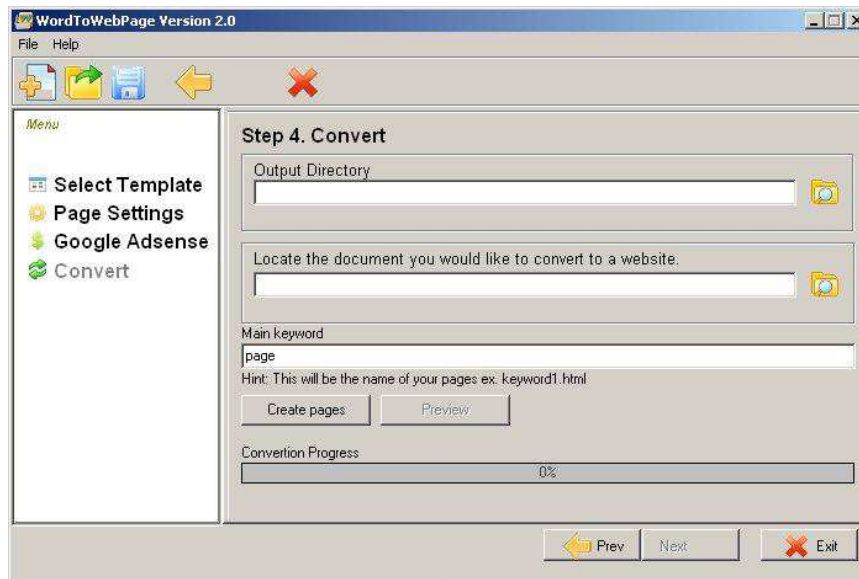 WordToWebPage Version 2.0
File Help
Menu
Select Template
Page Settings
Google Adsense
Convert
Step 4. Convert
Output Directory
Locate the document you would like to convert to a website.
Main keyword
page
Hint: This will be the name of your pages ex. keyword1.html
Create pages Preview
Convertion Progress
0%
Prev Next Exit